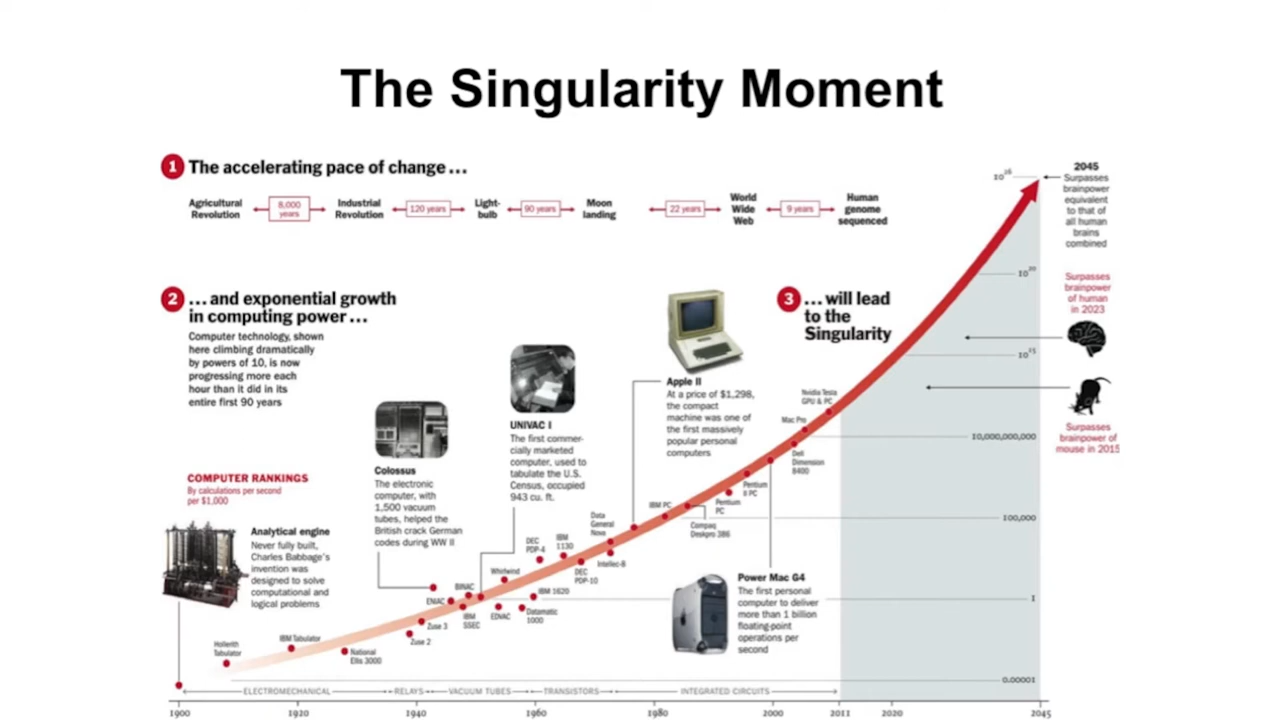 The Singularity Moment
1 The accelerating pace of change ...
Agricultural
Revolution
8,000
years
Industrial
Revolution
120 years
Light-
bulb
90 years
Moon
landing
22 years
World
Wide
Web
9 years
Human
genome
sequenced
2 ... and exponential growth
in computing power ...
Computer technology, shown
here climbing dramatically
by powers of 10, is now
progressing more each
hour than it did in its
entire first 90 years
COMPUTER RANKINGS
By calculations per second
per $1,000
Analytical engine
Never fully built,
Charles Babbage's
invention was
designed to solve
computational and
logical problems
Colossus
The electronic
computer, with
1,500 vacuum
tubes, helped the
British crack German
codes during WW II
UNIVAC I
The first commer-
cially marketed
computer, used to
tabulate the U.S.
Census, occupied
943 cu. ft.
Apple II
At a price of $1,298,
the compact
machine was one of
the first massively
popular personal
computers
Power Mac G4
The first personal
computer to deliver
more than 1 billion
floating-point
operations per
second
3 ... will lead
to the
Singularity
2045
Surpasses
brainpower
equivalent
to that of
all human
brains
combined
Surpasses
brainpower
of human
in 2023
Surpasses
brainpower of
mouse in 2015
10²⁰
10¹⁵
10,000,000,000
100,000
1
0.00001
Hollerith
Tabulator
IBM Tabulator
National
Ellis 3000
Zuse 2
Zuse 3
ENIAC
BINAC
IBM
SSEC
Whirlwind
EDVAC
Datamatic
1000
IBM 1620
DEC
PDP-4
IBM
1130
DEC
PDP-10
Data
General
Nova
Intellec-8
IBM PC
Compaq
Deskpro 386
Pentium
PC
Pentium
II PC
Dell
Dimension
8400
Mac Pro
Nvidia Tesla
GPU & PC
ELECTROMECHANICAL
RELAYS
VACUUM TUBES
TRANSISTORS
INTEGRATED CIRCUITS
1900
1920
1940
1960
1980
2000
2011
2020
2045